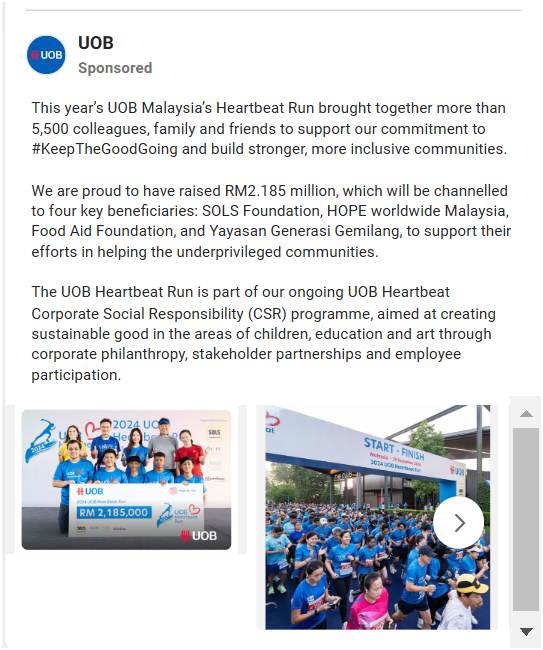 UOB
UOB
Sponsored
This year’s UOB Malaysia’s Heartbeat Run brought together more than
5,500 colleagues, family and friends to support our commitment to
#KeepTheGoodGoing and build stronger, more inclusive communities.
We are proud to have raised RM2.185 million, which will be channelled
to four key beneficiaries: SOLS Foundation, HOPE worldwide Malaysia,
Food Aid Foundation, and Yayasan Generasi Gemilang, to support their
efforts in helping the underprivileged communities.
The UOB Heartbeat Run is part of our ongoing UOB Heartbeat
Corporate Social Responsibility (CSR) programme, aimed at creating
sustainable good in the areas of children, education and art through
corporate philanthropy, stakeholder partnerships and employee
participation.
2024 UOB
Heartbeat Run
SOLS
UOB
2024 UOB Heartbeat Run
RM 2,185,000
UOB
Heartbeat
Run
UOB
START - FINISH
2024 UOB Heartbeat Run
UOB